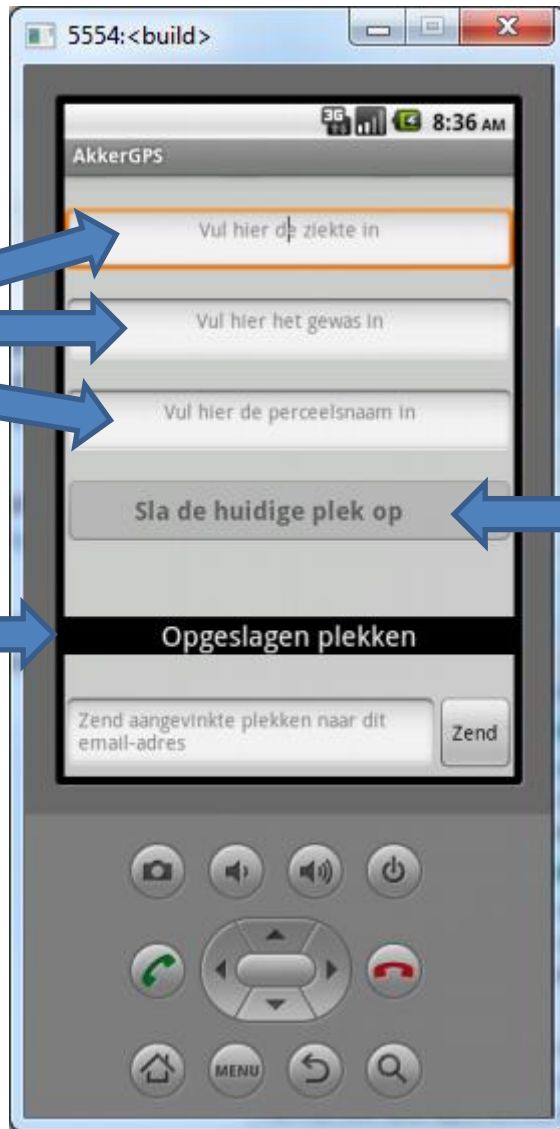 5554:<build>
3G 8:36 AM
AkkerGPS
Vul hier de ziekte in
Vul hier het gewas in
Vul hier de perceelsnaam in
Sla de huidige plek op
Opgeslagen plekken
Zend aangevinkte plekken naar dit
email-adres
Zend
MENU